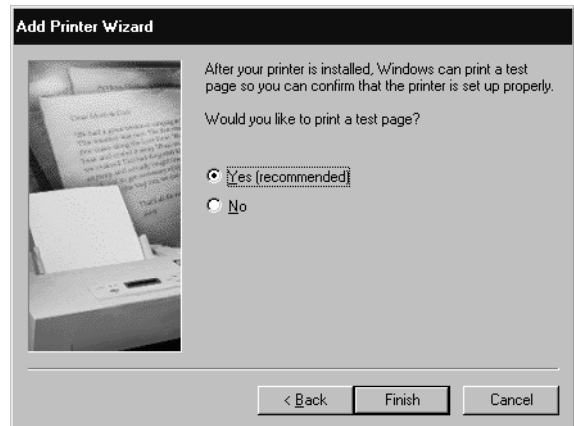 Add Printer Wizard
After your printer is installed, Windows can print a test
page so you can confirm that the printer is set up properly.
Would you like to print a test page?
Yes (recommended)
No
< Back
Finish
Cancel